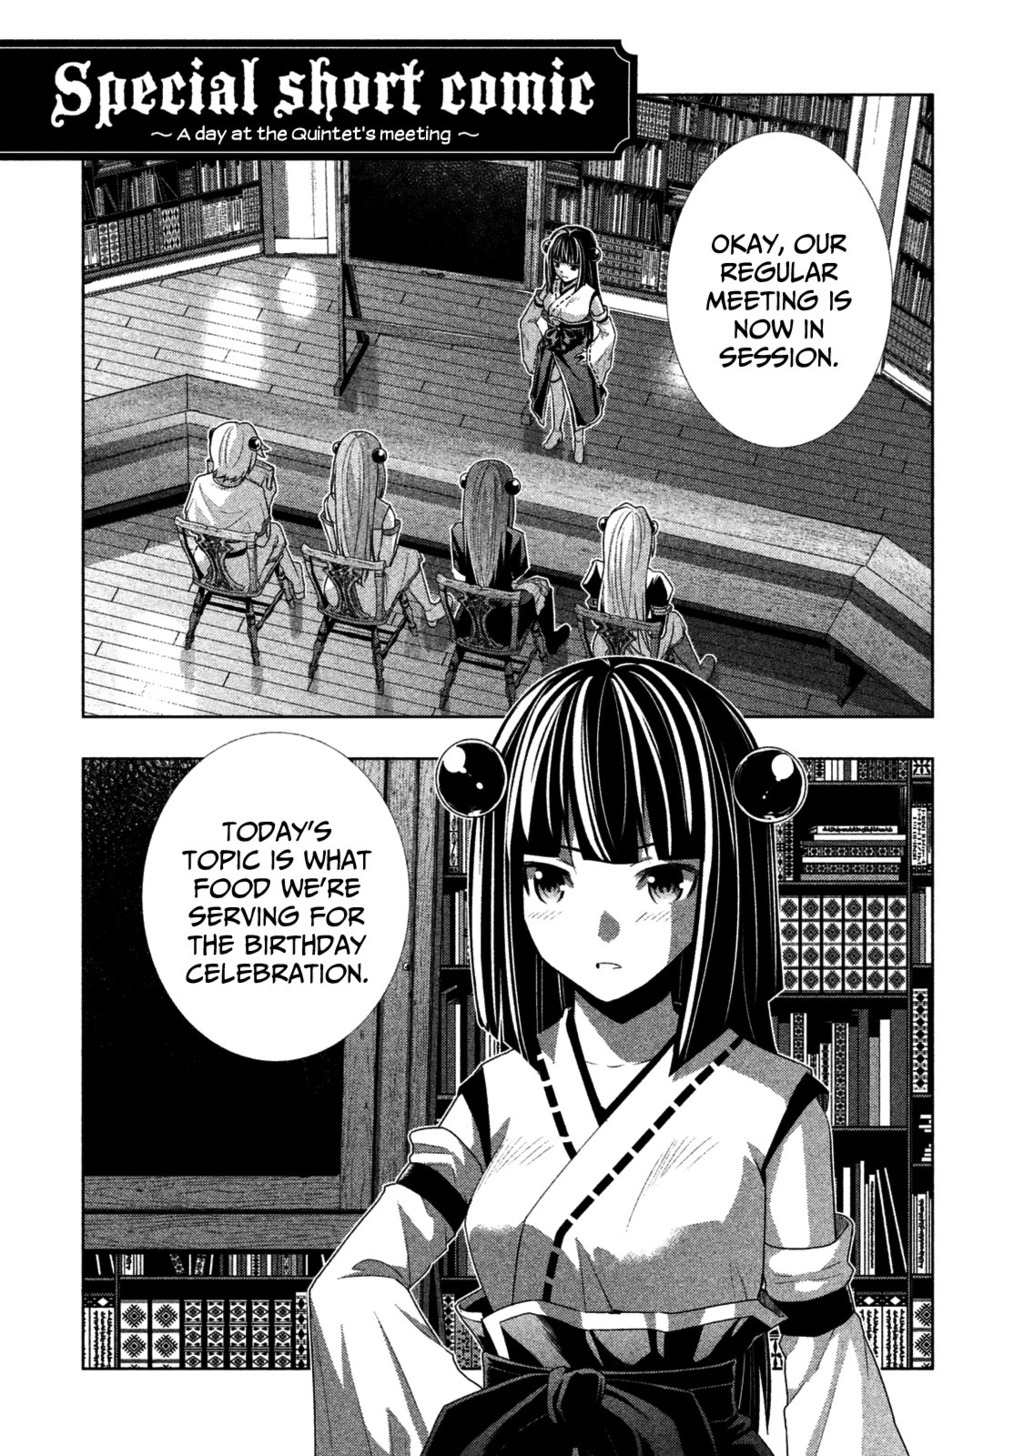 Special short comic
～ A day at the Quintet's meeting ～
OKAY, OUR
REGULAR
MEETING IS
NOW IN
SESSION.
TODAY'S
TOPIC IS WHAT
FOOD WE'RE
SERVING FOR
THE BIRTHDAY
CELEBRATION.